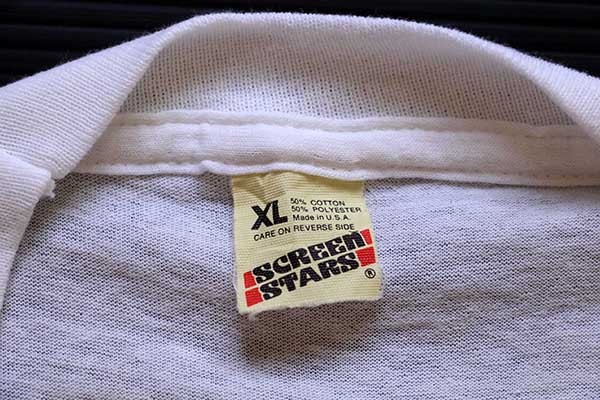 XL 50% COTTON
50% POLYESTER
Made in U.S.A.
CARE ON REVERSE SIDE
SCREEN
STARS ®